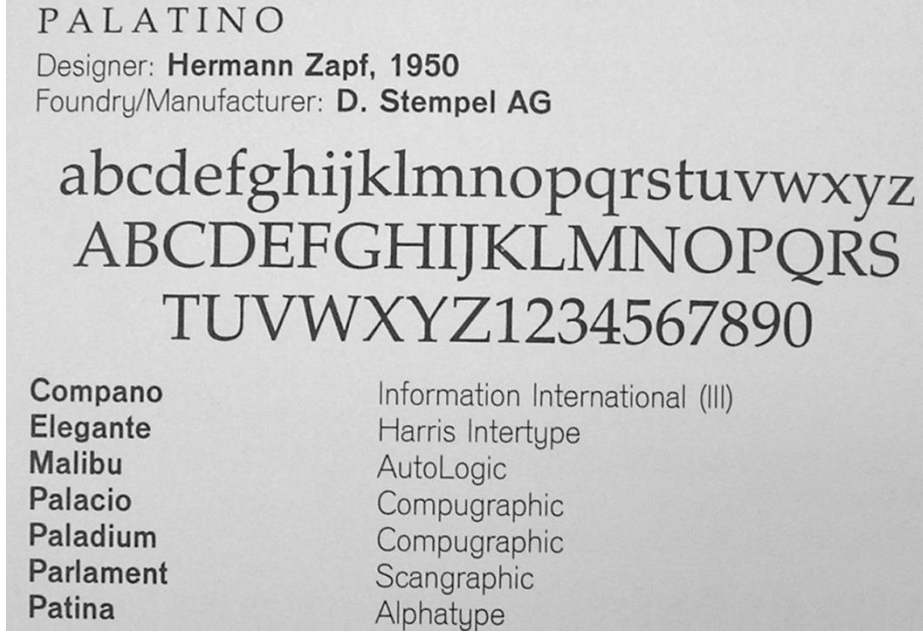 PALATINO
Designer: Hermann Zapf, 1950
Foundry/Manufacturer: D. Stempel AG
abcdefghijklmnopqrstuvwxyz
ABCDEFGHIJKLMNOPQRS
TUVWXYZ1234567890
Compano Information International (III)
Elegante Harris Intertype
Malibu AutoLogic
Palacio Compugraphic
Paladium Compugraphic
Parlament Scangraphic
Patina Alphatype